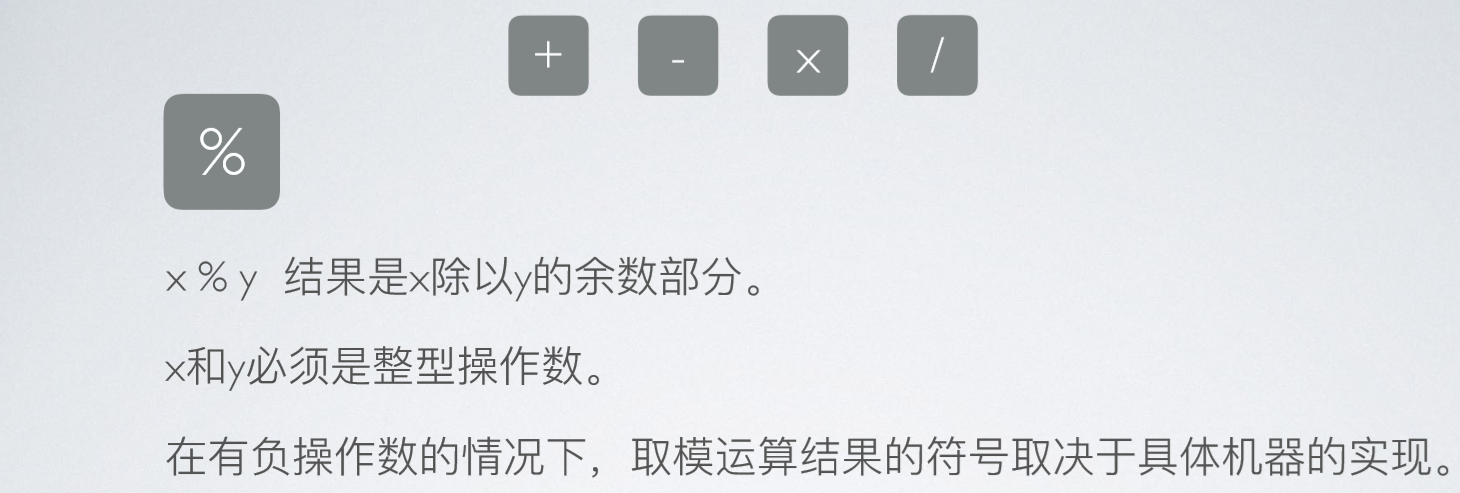 + - x /
%
x % y 结果是x除以y的余数部分。
x和y必须是整型操作数。
在有负操作数的情况下，取模运算结果的符号取决于具体机器的实现。